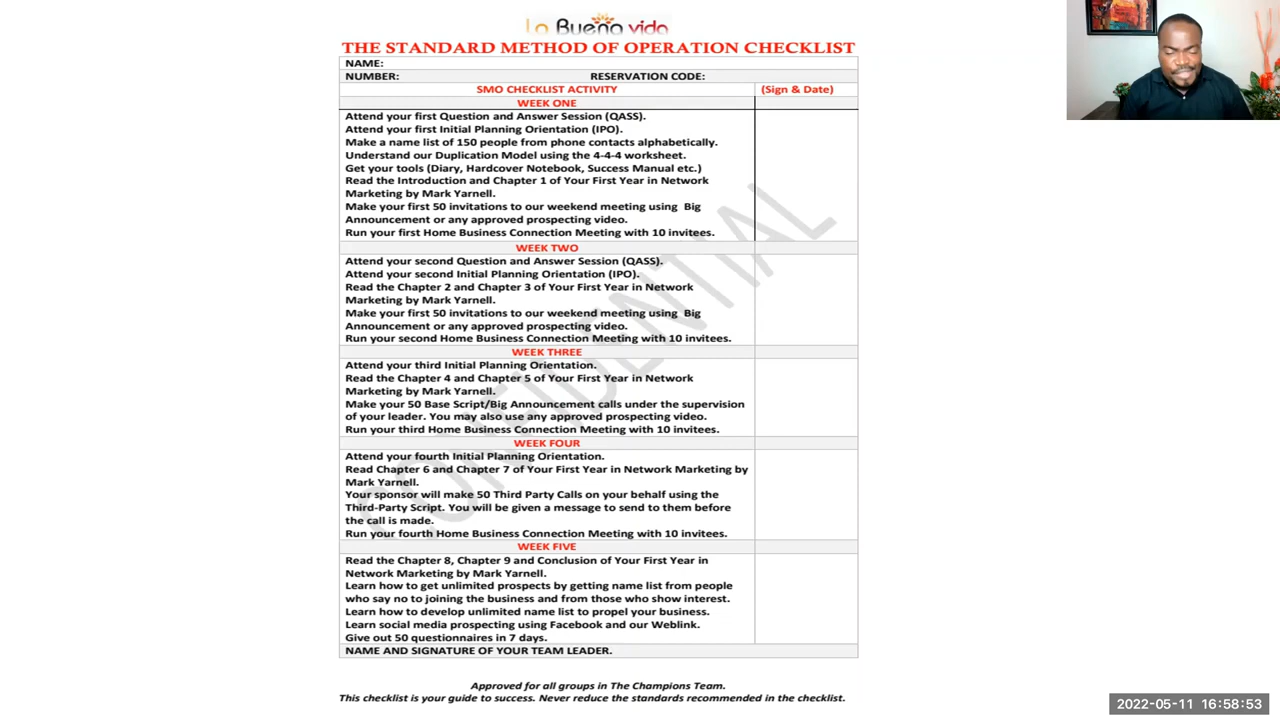 La Buena vida
THE STANDARD METHOD OF OPERATION CHECKLIST
NAME:
NUMBER: RESERVATION CODE:
SMO CHECKLIST ACTIVITY (Sign & Date)
WEEK ONE
Attend your first Question and Answer Session (QASS).
Attend your first Initial Planning Orientation (IPO).
Make a name list of 150 people from phone contacts alphabetically.
Understand our Duplication Model using the 4-4-4 worksheet.
Get your tools (Diary, Hardcover Notebook, Success Manual etc.)
Read the Introduction and Chapter 1 of Your First Year in Network
Marketing by Mark Yarnell.
Make your first 50 invitations to our weekend meeting using Big
Announcement or any approved prospecting video.
Run your first Home Business Connection Meeting with 10 invitees.
WEEK TWO
Attend your second Question and Answer Session (QASS).
Attend your second Initial Planning Orientation (IPO).
Read the Chapter 2 and Chapter 3 of Your First Year in Network
Marketing by Mark Yarnell.
Make your first 50 invitations to our weekend meeting using Big
Announcement or any approved prospecting video.
Run your second Home Business Connection Meeting with 10 invitees.
WEEK THREE
Attend your third Initial Planning Orientation.
Read the Chapter 4 and Chapter 5 of Your First Year in Network
Marketing by Mark Yarnell.
Make your 50 Base Script/Big Announcement calls under the supervision
of your leader. You may also use any approved prospecting video.
Run your third Home Business Connection Meeting with 10 invitees.
WEEK FOUR
Attend your fourth Initial Planning Orientation.
Read Chapter 6 and Chapter 7 of Your First Year in Network Marketing by
Mark Yarnell.
Your sponsor will make 50 Third Party Calls on your behalf using the
Third-Party Script. You will be given a message to send to them before
the call is made.
Run your fourth Home Business Connection Meeting with 10 invitees.
WEEK FIVE
Read the Chapter 8, Chapter 9 and Conclusion of Your First Year in
Network Marketing by Mark Yarnell.
Learn how to get unlimited prospects by getting name list from people
who say no to joining the business and from those who show interest.
Learn how to develop unlimited name list to propel your business.
Learn social media prospecting using Facebook and our Weblink.
Give out 50 questionnaires in 7 days.
NAME AND SIGNATURE OF YOUR TEAM LEADER.
Approved for all groups in The Champions Team.
This checklist is your guide to success. Never reduce the standards recommended in the checklist.
CONFIDENTIAL
2022-05-11 16:58:53